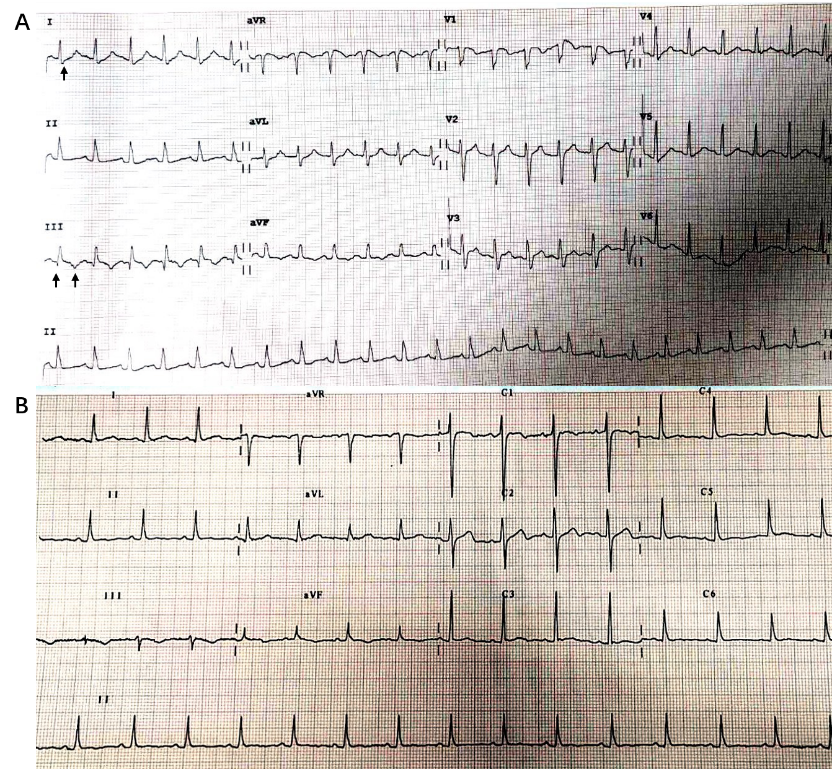 A
I aVR V1 V4
II aVL V2 V5
III aVF V3 V6
II
B
I aVR C1 C4
II aVL C2 C5
III aVF C3 C6
II